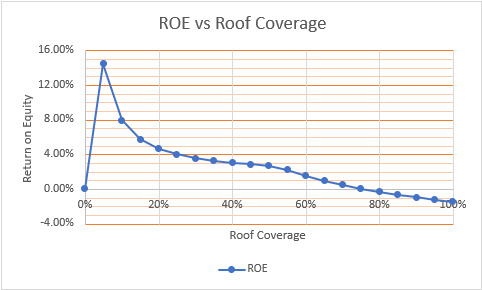 ROE vs Roof Coverage
16.00%
12.00%
8.00%
4.00%
0.00%
-4.00%
Return on Equity
0% 20% 40% 60% 80% 100%
Roof Coverage
ROE